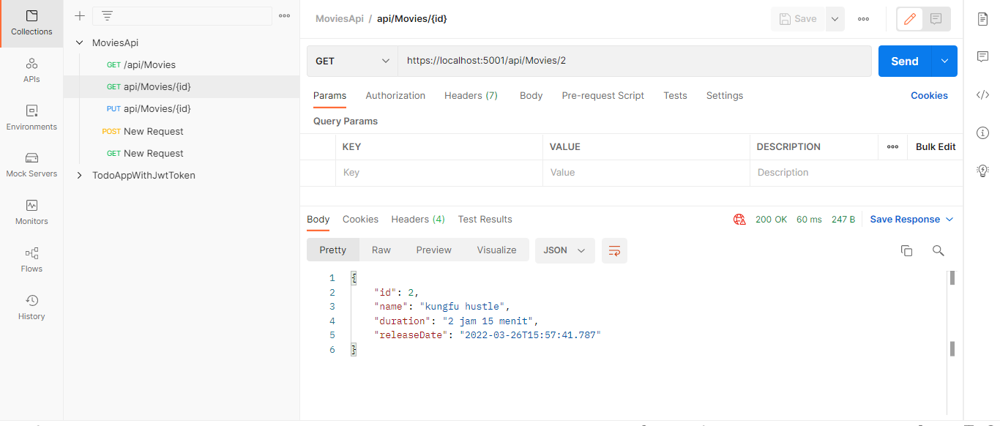 Collections
APIs
Environments
Mock Servers
Monitors
Flows
History
MoviesApi
GET /api/Movies
GET api/Movies/{id}
PUT api/Movies/{id}
POST New Request
GET New Request
TodoAppWithJwtToken
MoviesApi / api/Movies/{id}
Save
GET https://localhost:5001/api/Movies/2 Send
Params Authorization Headers (7) Body Pre-request Script Tests Settings Cookies
Query Params
KEY VALUE DESCRIPTION Bulk Edit
Key Value Description
Body Cookies Headers (4) Test Results 200 OK 60 ms 247 B Save Response
Pretty Raw Preview Visualize JSON
1 {
2 "id": 2,
3 "name": "kungfu hustle",
4 "duration": "2 jam 15 menit",
5 "releaseDate": "2022-03-26T15:57:41.787"
6 }